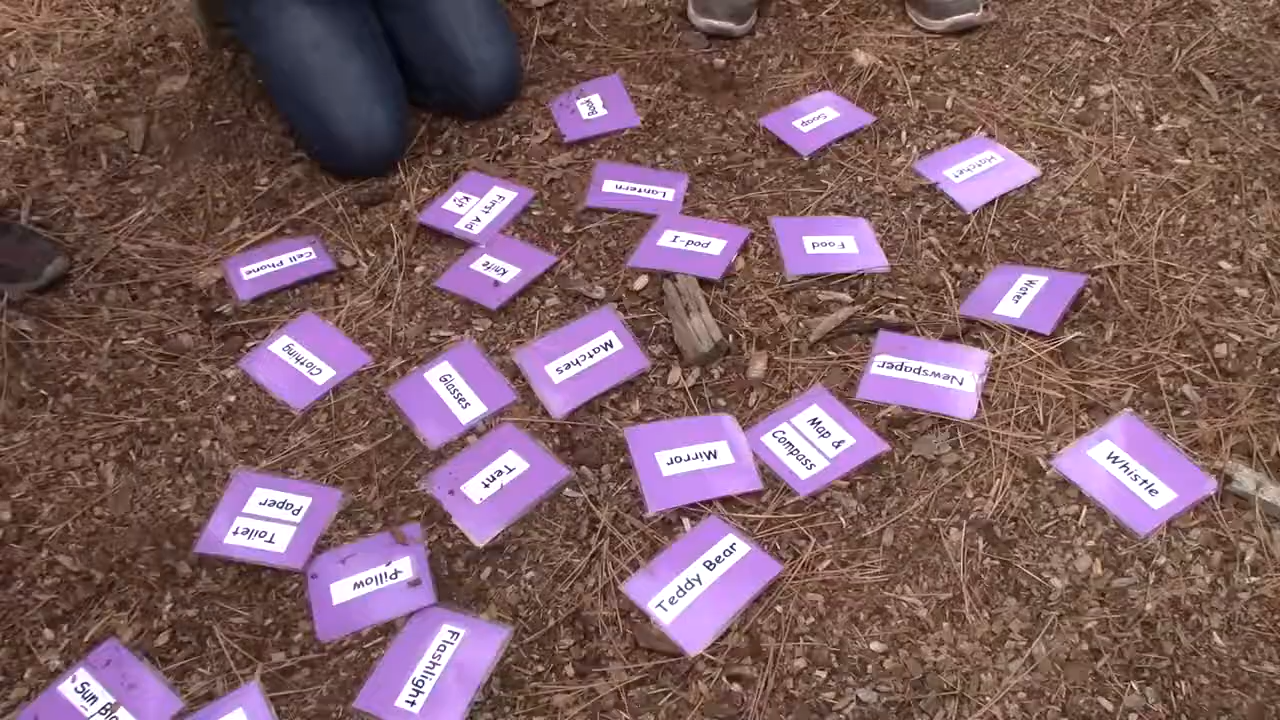 Book
Soap
Hatchet
Lantern
First Aid
Kit
I-pod
Food
Cell Phone
Knife
Water
Clothing
Matches
Glasses
Newspaper
Map &
Compass
Mirror
Whistle
Tent
Toilet
Paper
Pillow
Teddy Bear
Flashlight
Sun